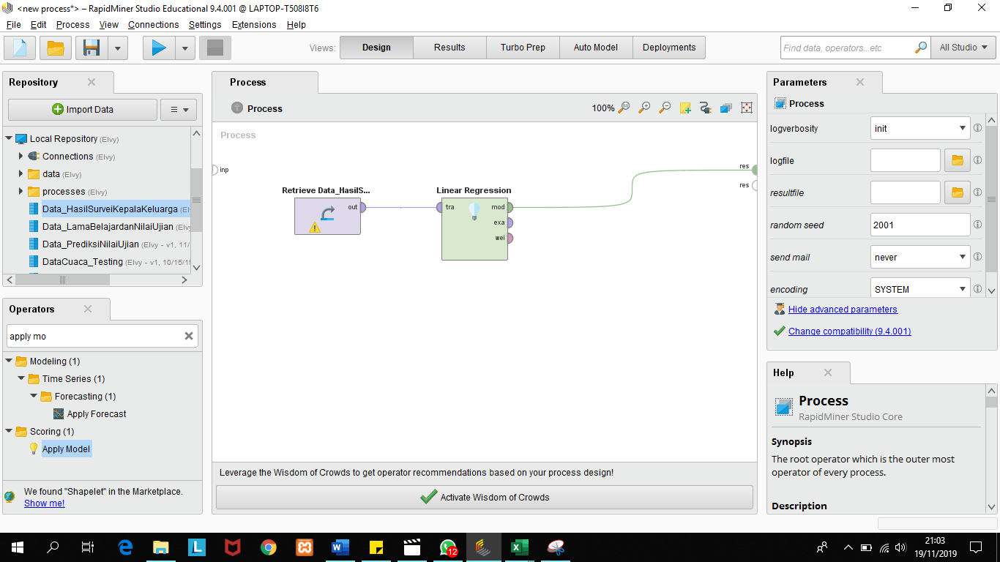 <new process*> – RapidMiner Studio Educational 9.4.001 @ LAPTOP-T508I8T6
File Edit Process View Connections Settings Extensions Help
Views: Design Results Turbo Prep Auto Model Deployments
Find data, operators...etc
All Studio
Repository
Import Data
Local Repository (Elvy)
Connections (Elvy)
data (Elvy)
processes (Elvy)
Data_HasilSurveiKepalaKeluarga (El
Data_LamaBelajardanNilaiUjian (Elv
Data_PrediksiNilaiUjian (Elvy - v1, 11/
DataCuaca_Testing (Elvy - v1, 10/15/19
Operators
apply mo
Modeling (1)
Time Series (1)
Forecasting (1)
Apply Forecast
Scoring (1)
Apply Model
We found "Shapelet" in the Marketplace.
Show me!
Process
Process
100%
Process
inp
res
res
Retrieve Data_HasilS...
out
Linear Regression
tra mod
exa
wei
Leverage the Wisdom of Crowds to get operator recommendations based on your process design!
Activate Wisdom of Crowds
Parameters
Process
logverbosity init
logfile
resultfile
random seed 2001
send mail never
encoding SYSTEM
Hide advanced parameters
Change compatibility (9.4.001)
Help
Process
RapidMiner Studio Core
Synopsis
The root operator which is the outer most
operator of every process.
Description
12
21:03
19/11/2019